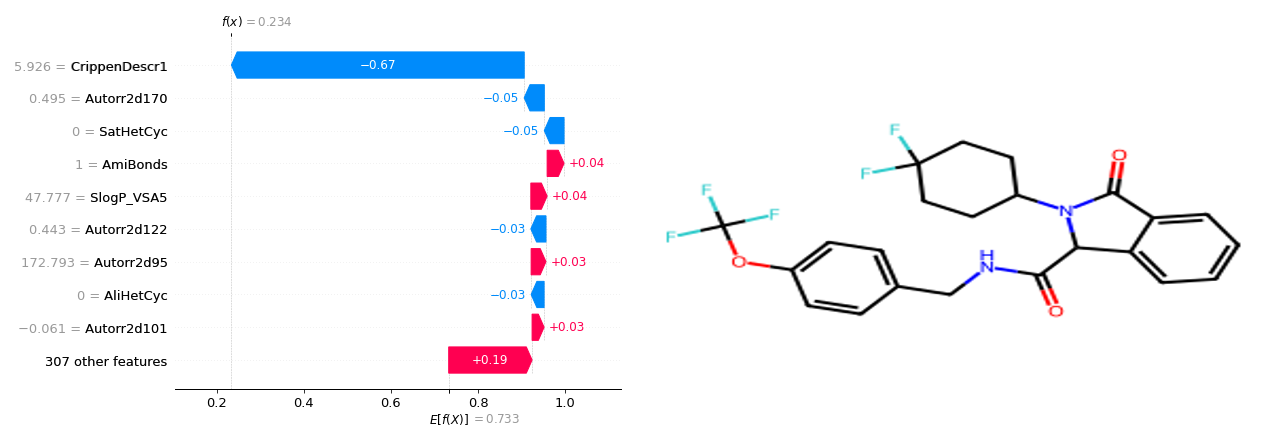 f(x) = 0.234
5.926 = CrippenDescr1
−0.67
0.495 = Autorr2d170
−0.05
0 = SatHetCyc
−0.05
1 = AmiBonds
+0.04
47.777 = SlogP_VSA5
+0.04
0.443 = Autorr2d122
−0.03
172.793 = Autorr2d95
+0.03
0 = AliHetCyc
−0.03
−0.061 = Autorr2d101
+0.03
307 other features
+0.19
0.2 0.4 0.6 0.8 1.0
E[f(X)] = 0.733
F
F
O
F
F
F
N
O
H
N
O